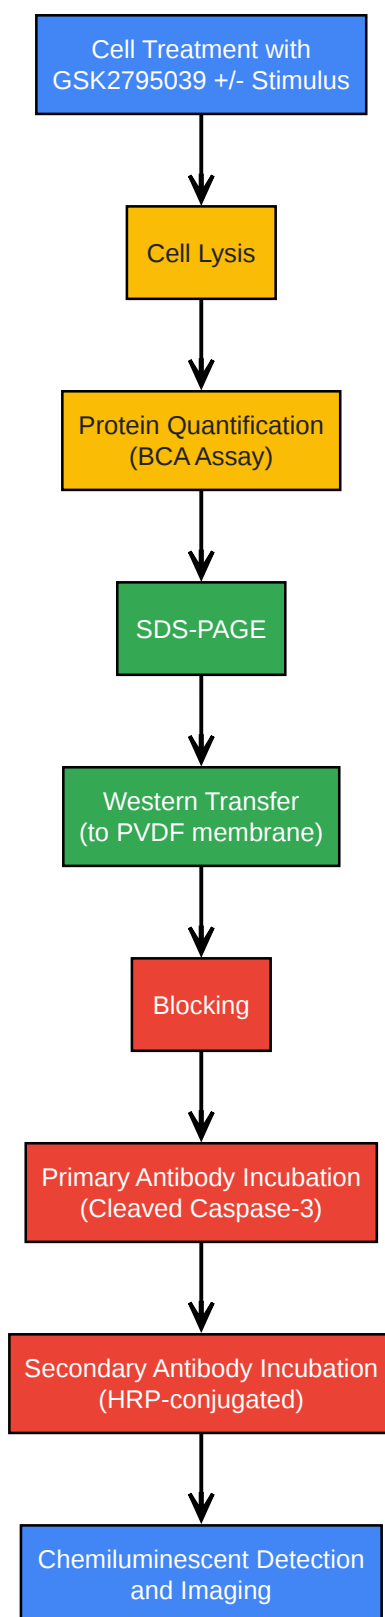 Cell Treatment with
GSK2795039 +/- Stimulus
Cell Lysis
Protein Quantification
(BCA Assay)
SDS-PAGE
Western Transfer
(to PVDF membrane)
Blocking
Primary Antibody Incubation
(Cleaved Caspase-3)
Secondary Antibody Incubation
(HRP-conjugated)
Chemiluminescent Detection
and Imaging